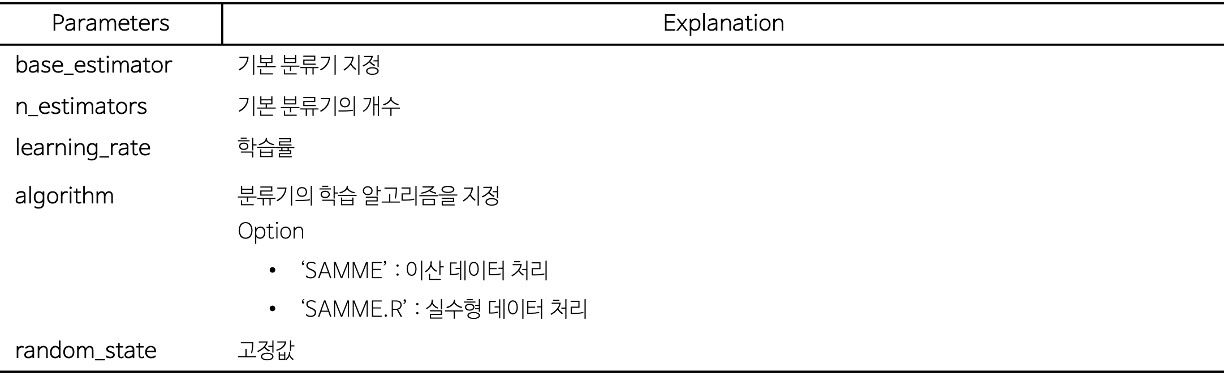 Parameters Explanation
base_estimator 기본 분류기 지정
n_estimators 기본 분류기의 개수
learning_rate 학습률
algorithm 분류기의 학습 알고리즘을 지정
Option
• ‘SAMME’ : 이산 데이터 처리
• ‘SAMME.R’ : 실수형 데이터 처리
random_state 고정값